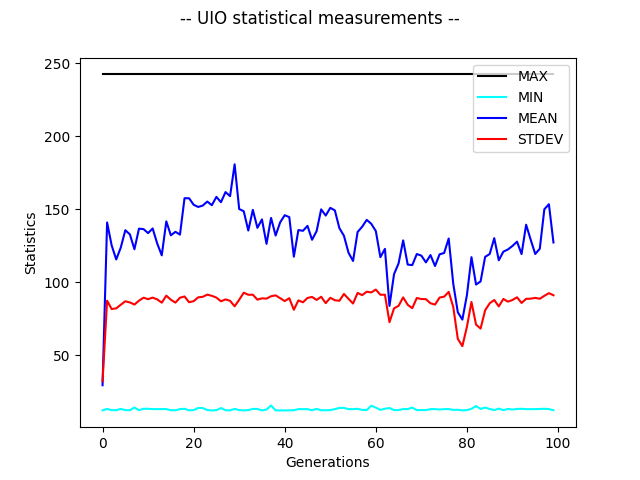 -- UIO statistical measurements --
250
200
150
100
50
Statistics
MAX
MIN
MEAN
STDEV
0 20 40 60 80 100
Generations